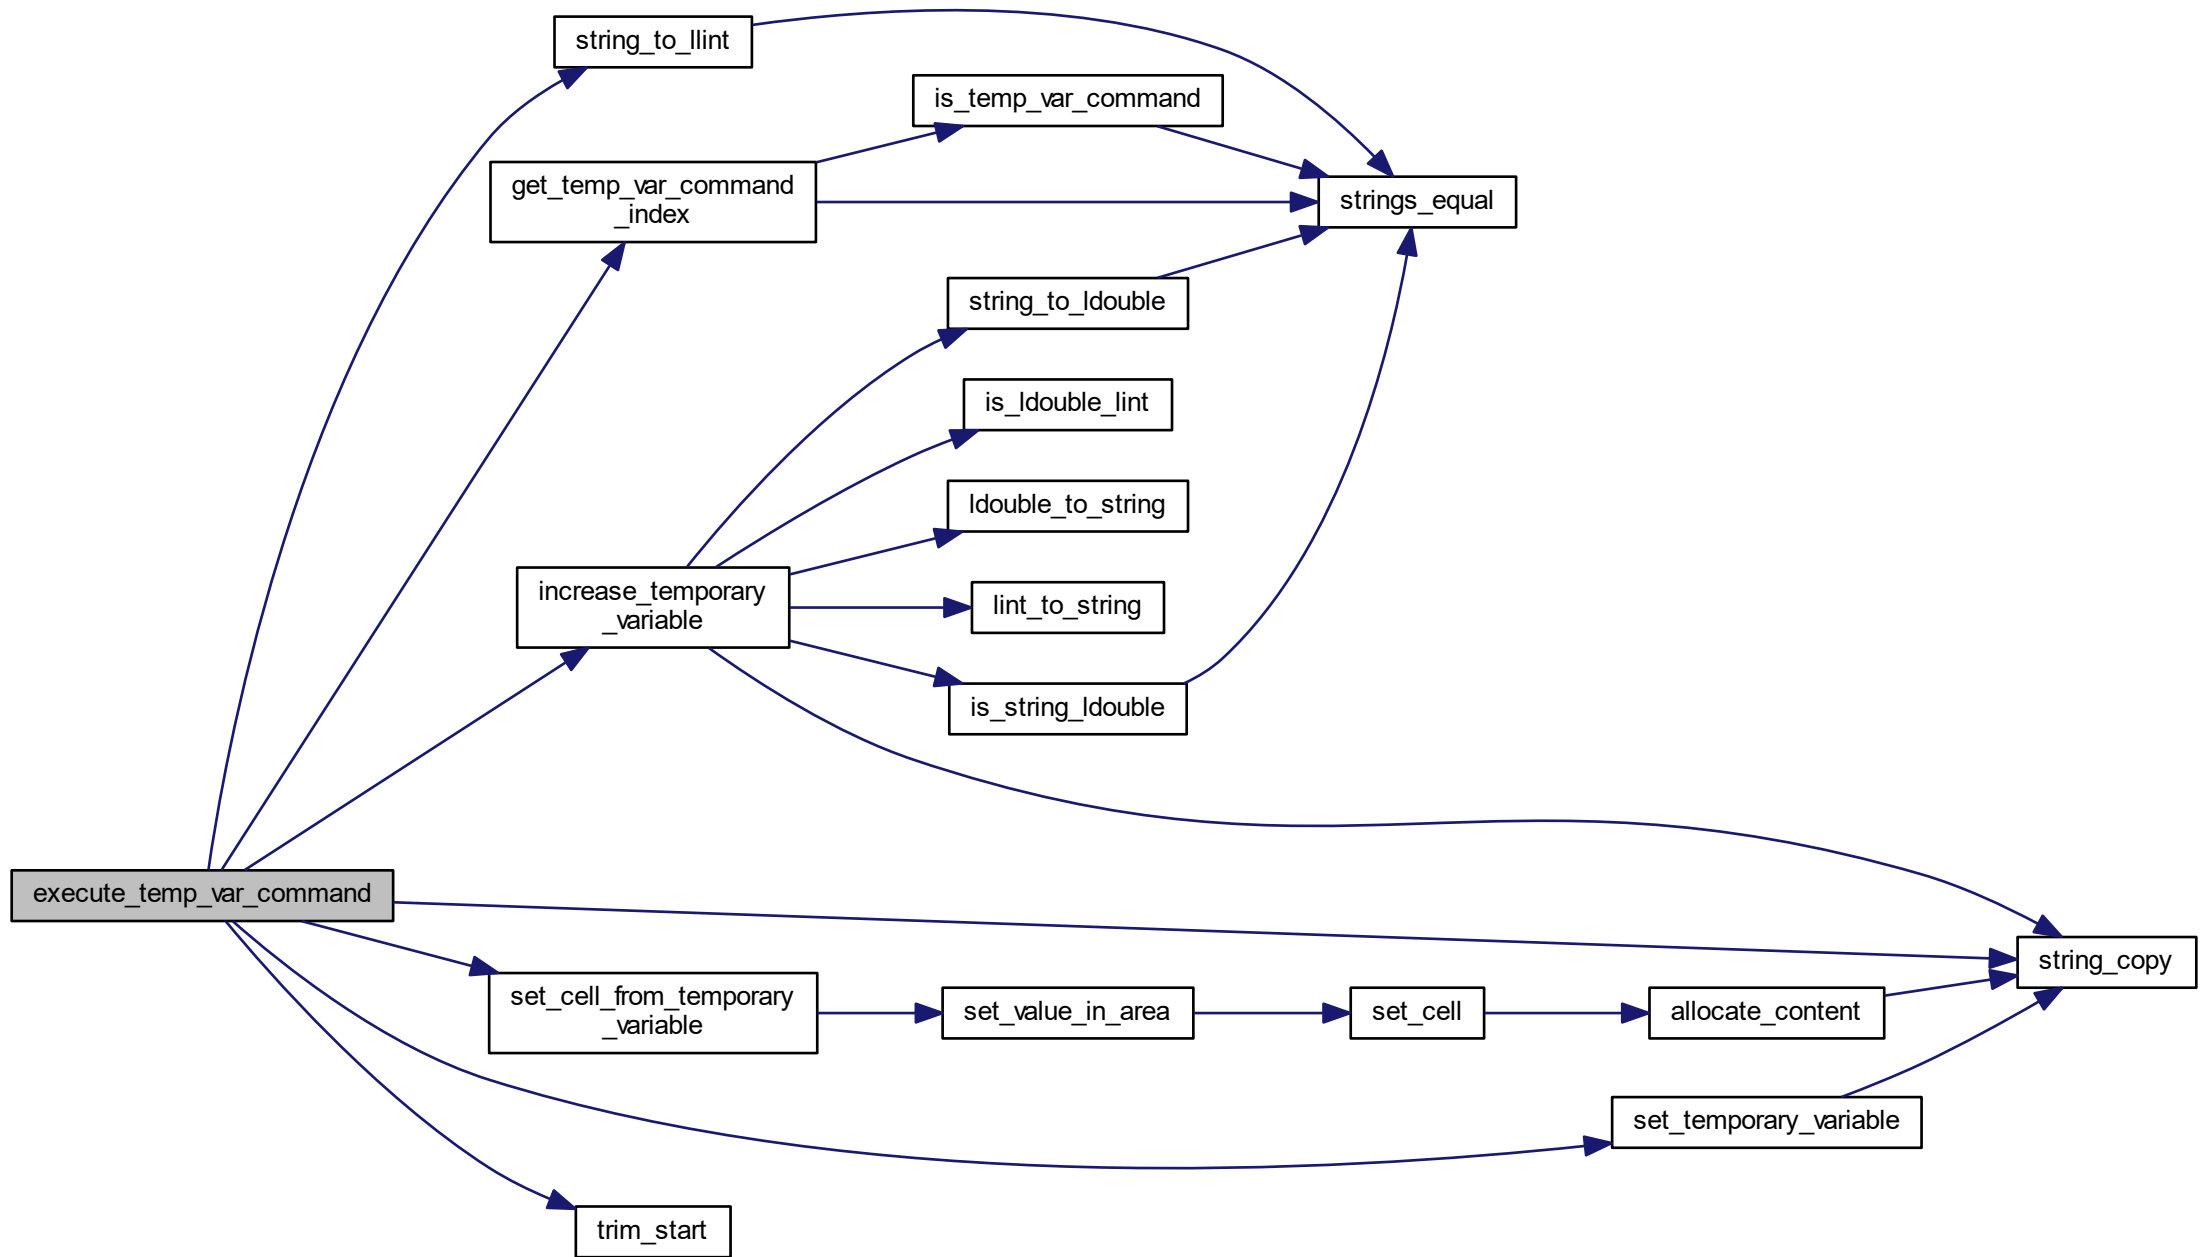 string_to_llint
is_temp_var_command
get_temp_var_command
_index
strings_equal
string_to_ldouble
is_ldouble_lint
ldouble_to_string
increase_temporary
_variable
lint_to_string
is_string_ldouble
execute_temp_var_command
string_copy
set_cell_from_temporary
_variable
set_value_in_area
set_cell
allocate_content
set_temporary_variable
trim_start